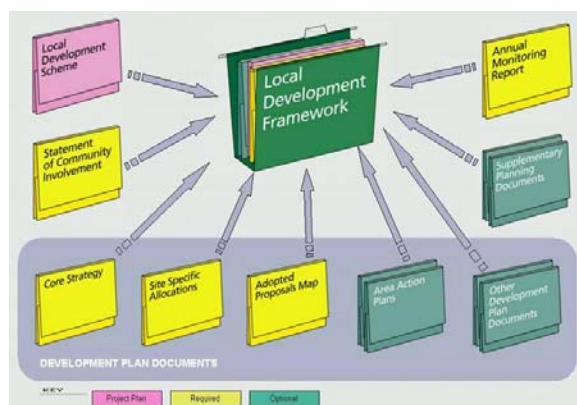 Local
Development
Scheme
Local
Development
Framework
Annual
Monitoring
Report
Statement
of Community
Involvement
Supplementary
Planning
Documents
Core Strategy
Site Specific
Allocations
Adopted
Proposals Map
Area Action
Plans
Other
Development
Plan
Documents
DEVELOPMENT PLAN DOCUMENTS
KEY
Project Plan
Required
Optional